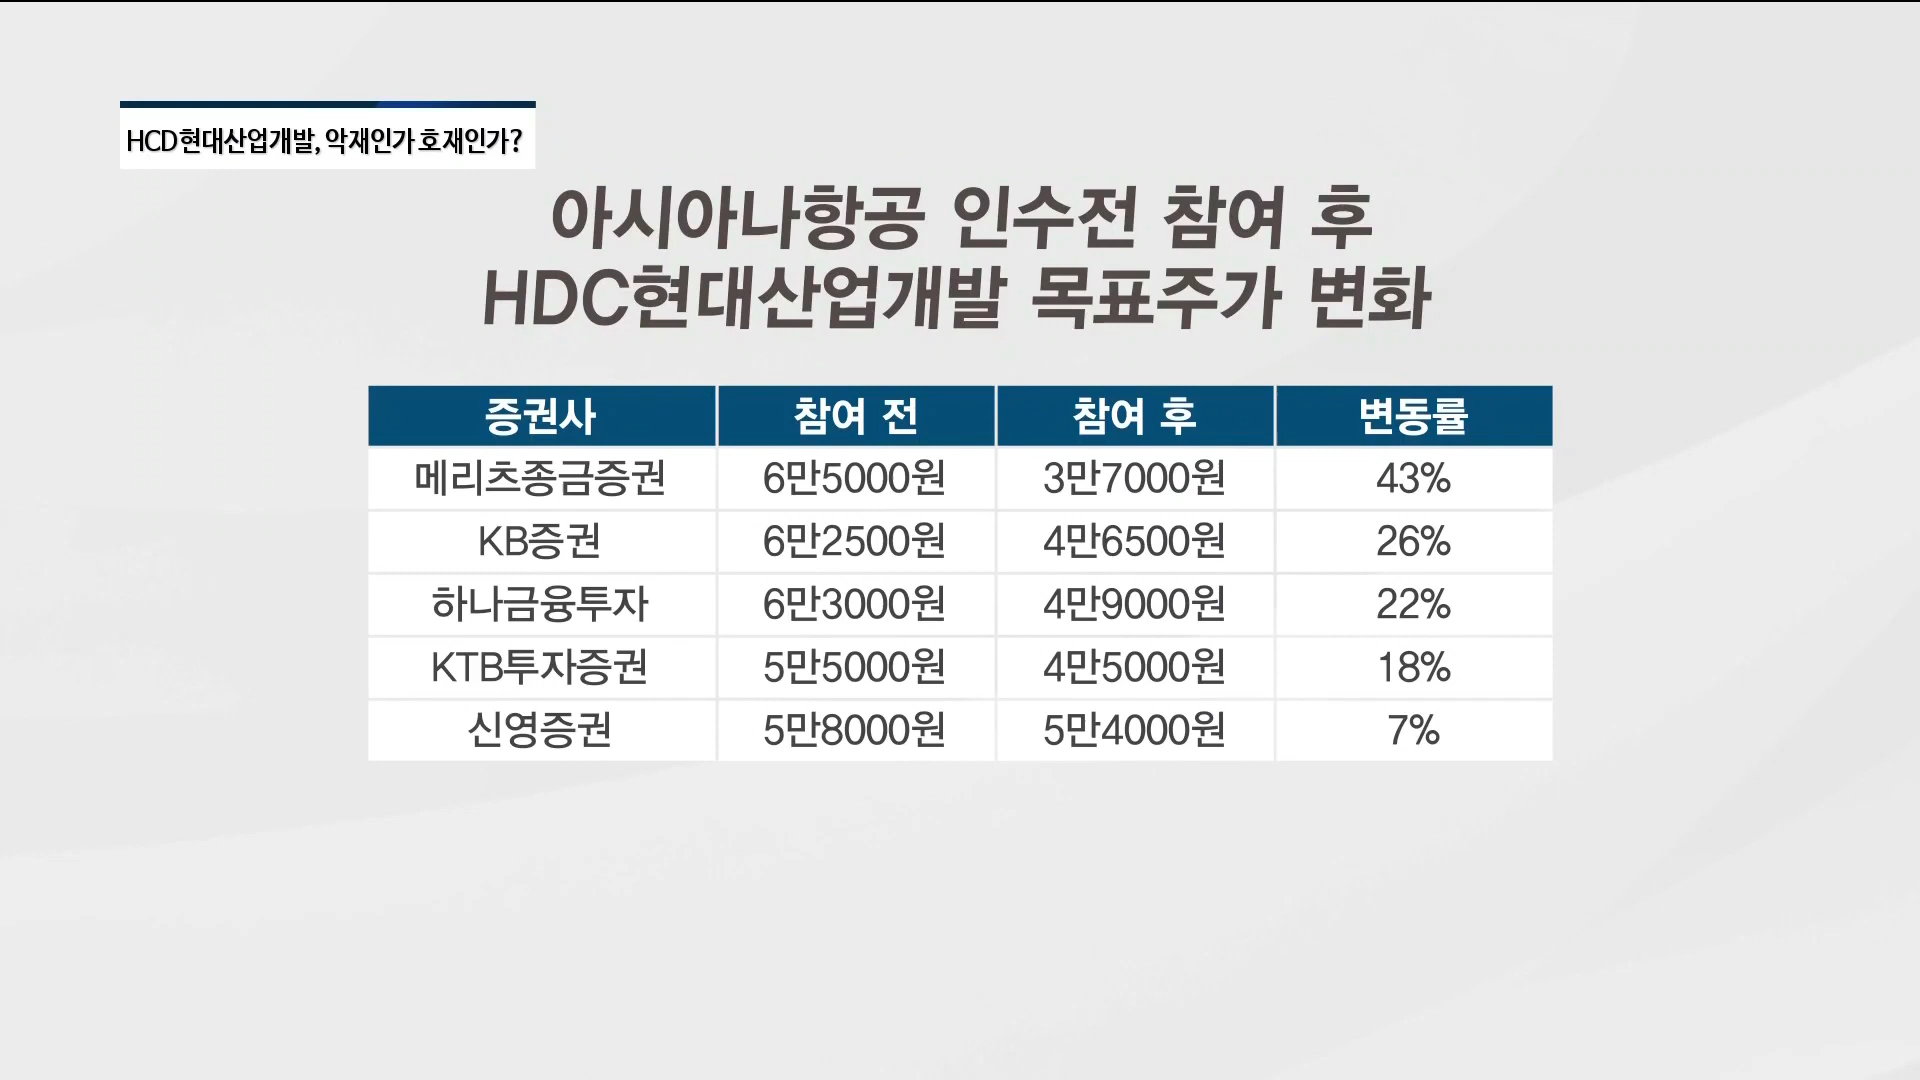 HCD현대산업개발, 악재인가 호재인가?
아시아나항공 인수전 참여 후
HDC현대산업개발 목표주가 변화
증권사 참여 전 참여 후 변동률
메리츠종금증권 6만5000원 3만7000원 43%
KB증권 6만2500원 4만6500원 26%
하나금융투자 6만3000원 4만9000원 22%
KTB투자증권 5만5000원 4만5000원 18%
신영증권 5만8000원 5만4000원 7%